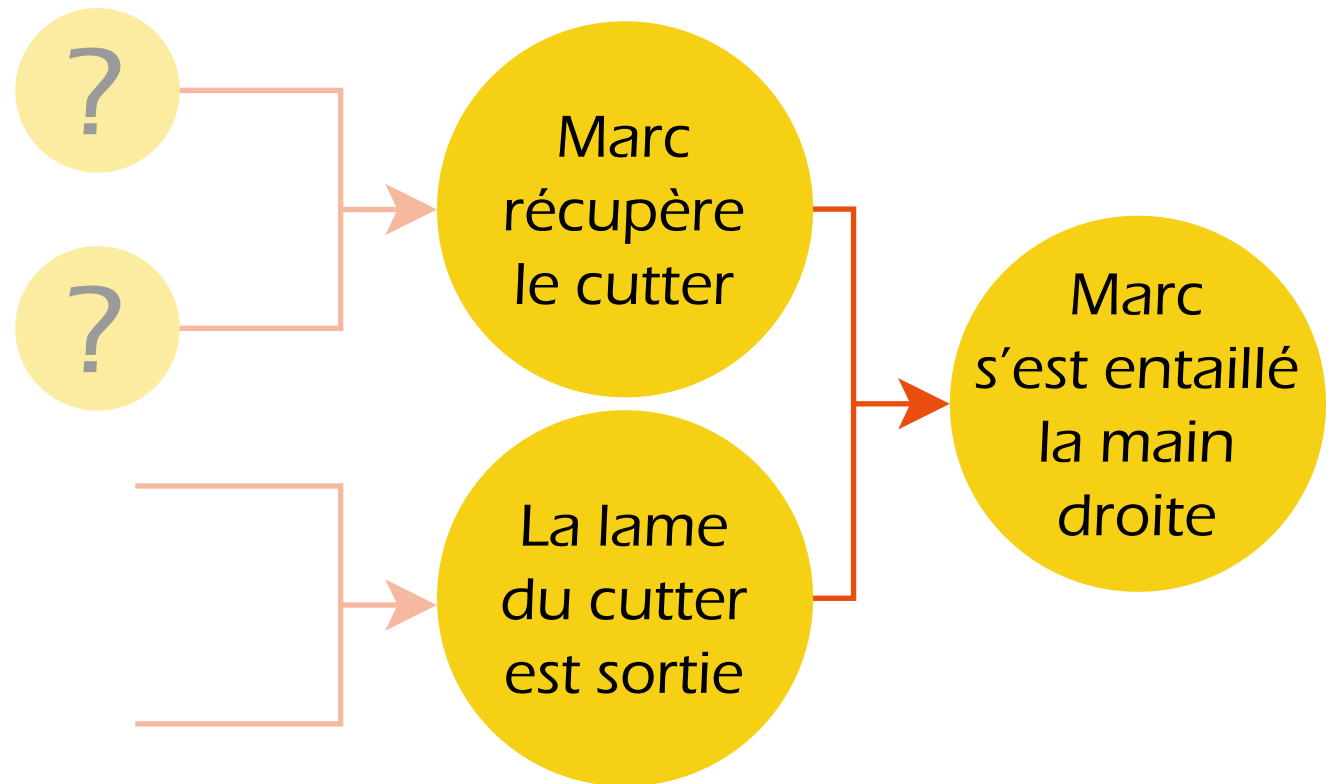 ?
?
Marc
récupère
le cutter
La lame
du cutter
est sortie
Marc
s'est entaillé
la main
droite